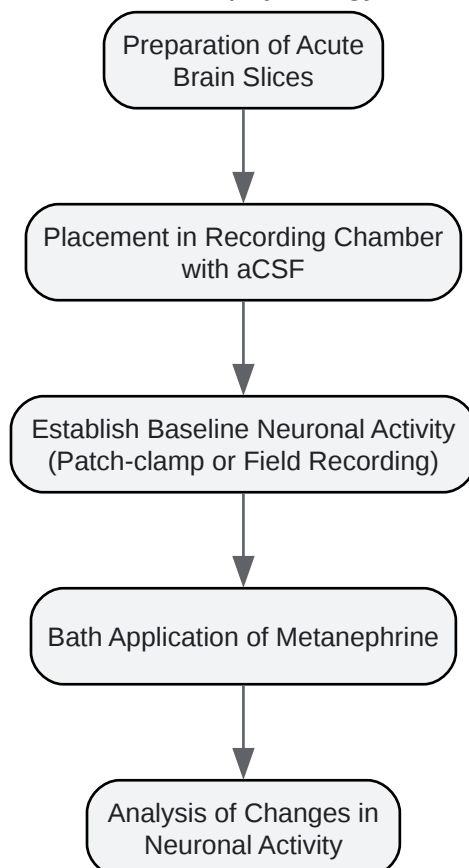 Preparation of Acute
Brain Slices
Placement in Recording Chamber
with aCSF
Establish Baseline Neuronal Activity
(Patch-clamp or Field Recording)
Bath Application of Metanephrine
Analysis of Changes in
Neuronal Activity